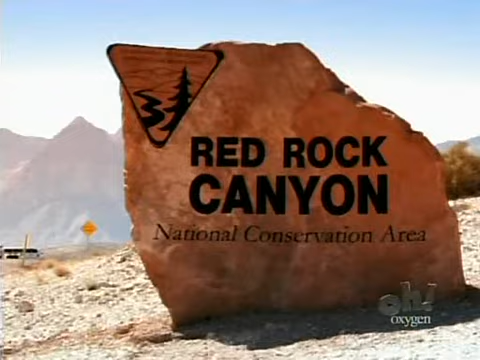 RED ROCK
CANYON
National Conservation Area
oh!
oxygen